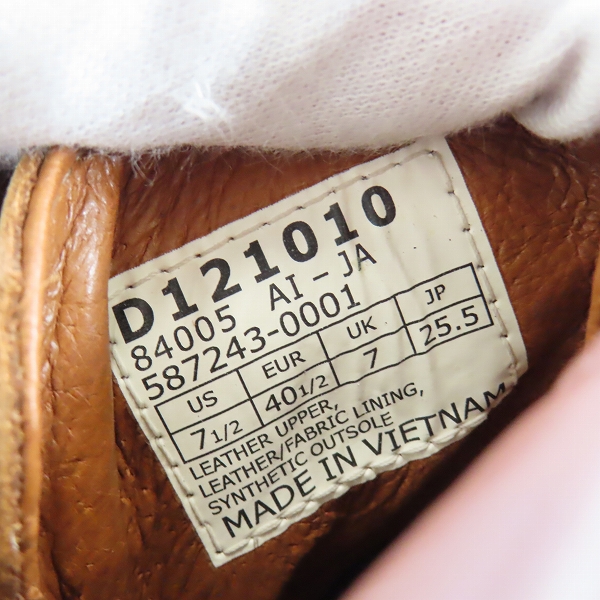 D121010
84005 AI – JA
587243-0001
US EUR UK JP
7 1/2 40 1/2 7 25.5
LEATHER UPPER,
LEATHER/FABRIC LINING,
SYNTHETIC OUTSOLE
MADE IN VIETNAM